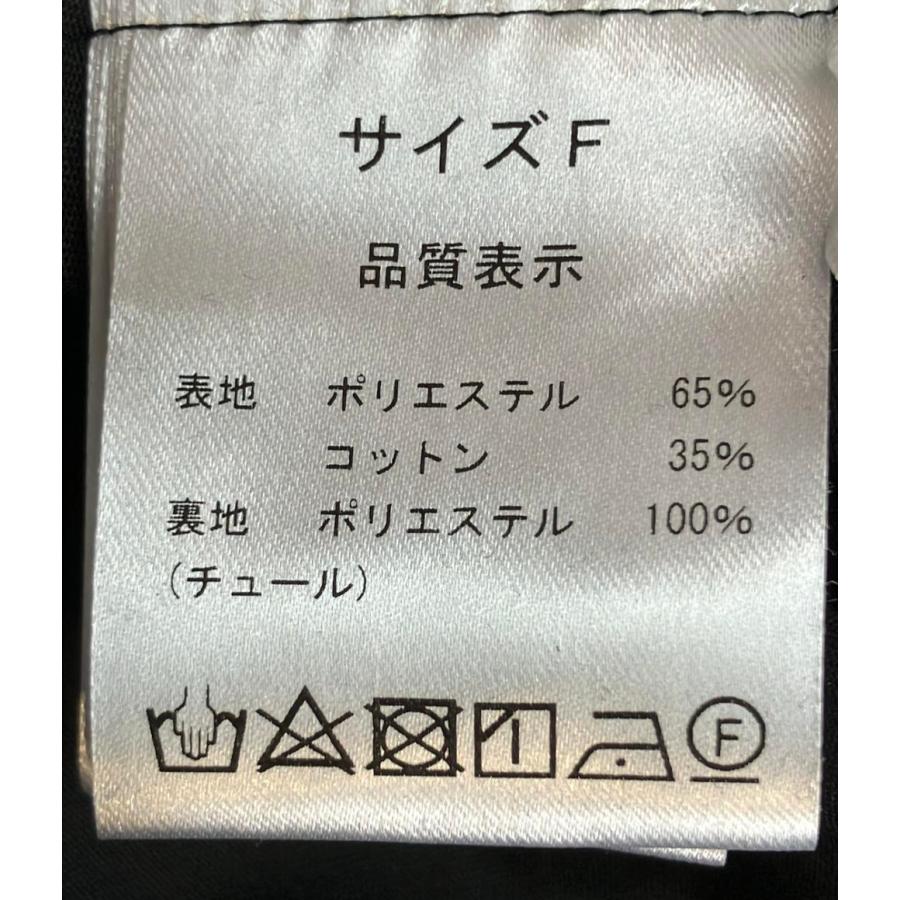 サイズF
品質表示
表地 ポリエステル 65%
コットン 35%
裏地 ポリエステル 100%
(チュール)
F